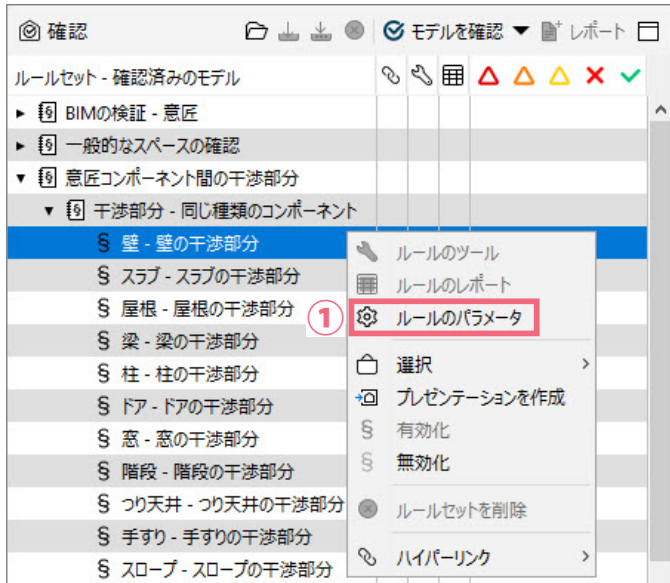 確認 モデルを確認 レポート
ルールセット - 確認済みのモデル
BIMの検証 - 意匠
一般的なスペースの確認
意匠コンポーネント間の干渉部分
干渉部分 - 同じ種類のコンポーネント
§ 壁 - 壁の干渉部分
§ スラブ - スラブの干渉部分
§ 屋根 - 屋根の干渉部分
§ 梁 - 梁の干渉部分
§ 柱 - 柱の干渉部分
§ ドア - ドアの干渉部分
§ 窓 - 窓の干渉部分
§ 階段 - 階段の干渉部分
§ つり天井 - つり天井の干渉部分
§ 手すり - 手すりの干渉部分
§ スロープ - スロープの干渉部分
ルールのツール
ルールのレポート
① ルールのパラメータ
選択
プレゼンテーションを作成
§ 有効化
§ 無効化
ルールセットを削除
ハイパーリンク